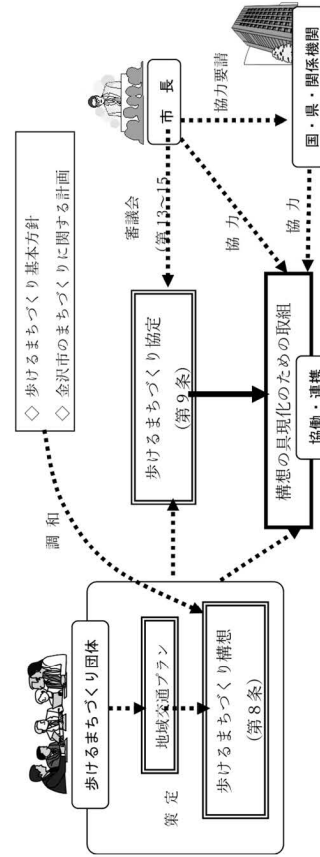 ◇ 歩けるまちづくり基本方針
◇ 金沢市のまちづくりに関する計画
調 和
歩けるまちづくり団体
策 定
地域交通プラン
歩けるまちづくり構想
(第８条)
歩けるまちづくり協定
(第９条)
審議会
(第13～15
市 長
協力要請
協 力
協 力
国・県・関係機関
構想の具現化のための取組
協働・連携